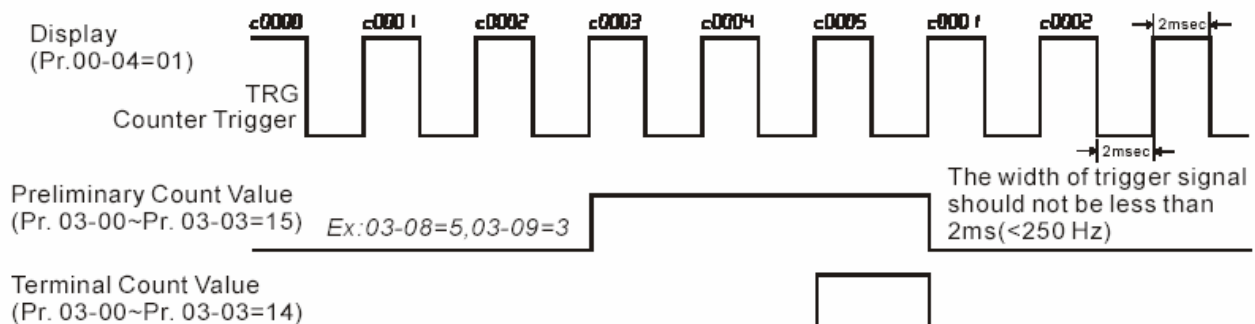 c0000 c0001 c0002 c0003 c0004 c0005 c0001 c0002
2msec
Display
(Pr.00-04=01)
TRG
Counter Trigger
2msec
Preliminary Count Value
(Pr. 03-00~Pr. 03-03=15)
Ex:03-08=5,03-09=3
The width of trigger signal
should not be less than
2ms(<250 Hz)
Terminal Count Value
(Pr. 03-00~Pr. 03-03=14)